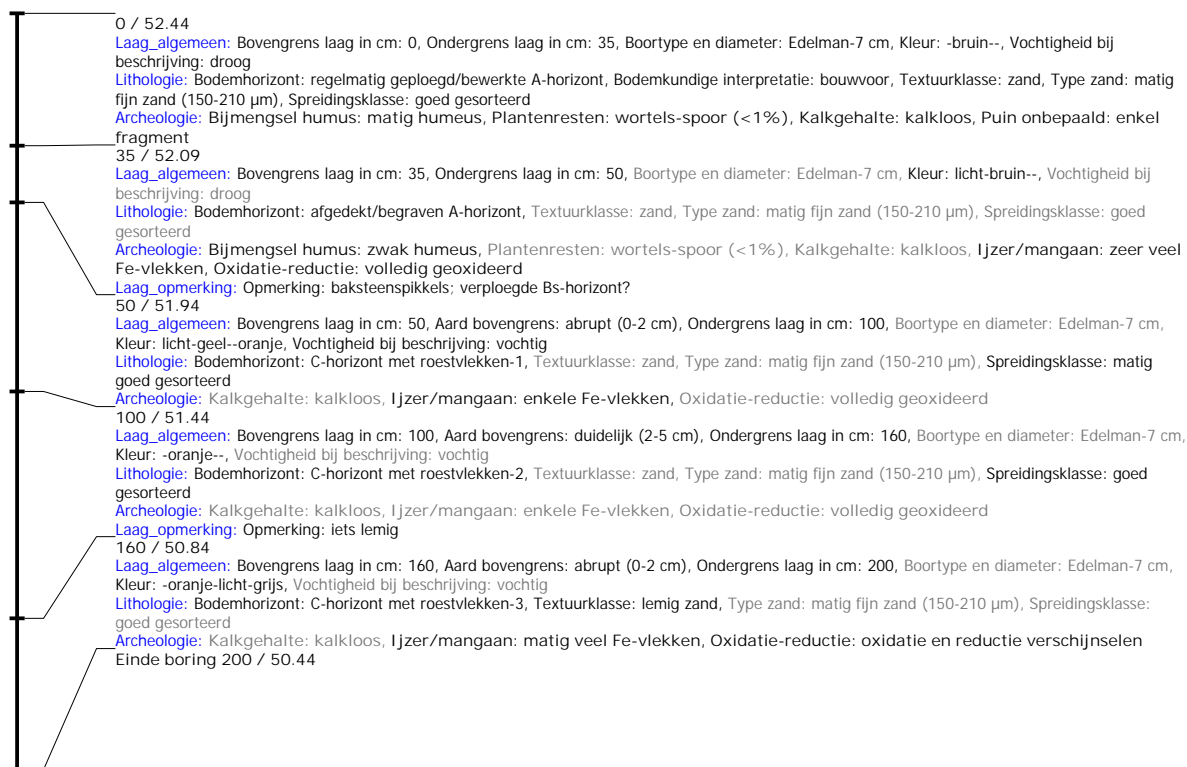 0 / 52.44
Laag_algemeen: Bovengrens laag in cm: 0, Ondergrens laag in cm: 35, Boortype en diameter: Edelman-7 cm, Kleur: -bruin--, Vochtigheid bij
beschrijving: droog
Lithologie: Bodemhorizont: regelmatig geploegd/bewerkte A-horizont, Bodemkundige interpretatie: bouwvoor, Textuurklasse: zand, Type zand: matig
fijn zand (150-210 µm), Spreidingsklasse: goed gesorteerd
Archeologie: Bijmengsel humus: matig humeus, Plantenresten: wortels-spoor (<1%), Kalkgehalte: kalkloos, Puin onbepaald: enkel
fragment
35 / 52.09
Laag_algemeen: Bovengrens laag in cm: 35, Ondergrens laag in cm: 50, Boortype en diameter: Edelman-7 cm, Kleur: licht-bruin--, Vochtigheid bij
beschrijving: droog
Lithologie: Bodemhorizont: afgedekt/begraven A-horizont, Textuurklasse: zand, Type zand: matig fijn zand (150-210 µm), Spreidingsklasse: goed
gesorteerd
Archeologie: Bijmengsel humus: zwak humeus, Plantenresten: wortels-spoor (<1%), Kalkgehalte: kalkloos, Ijzer/mangaan: zeer veel
Fe-vlekken, Oxidatie-reductie: volledig geoxideerd
Laag_opmerking: Opmerking: baksteenspikkels; verploegde Bs-horizont?
50 / 51.94
Laag_algemeen: Bovengrens laag in cm: 50, Aard bovengrens: abrupt (0-2 cm), Ondergrens laag in cm: 100, Boortype en diameter: Edelman-7 cm,
Kleur: licht-geel--oranje, Vochtigheid bij beschrijving: vochtig
Lithologie: Bodemhorizont: C-horizont met roestvlekken-1, Textuurklasse: zand, Type zand: matig fijn zand (150-210 µm), Spreidingsklasse: matig
goed gesorteerd
Archeologie: Kalkgehalte: kalkloos, Ijzer/mangaan: enkele Fe-vlekken, Oxidatie-reductie: volledig geoxideerd
100 / 51.44
Laag_algemeen: Bovengrens laag in cm: 100, Aard bovengrens: duidelijk (2-5 cm), Ondergrens laag in cm: 160, Boortype en diameter: Edelman-7 cm,
Kleur: -oranje--, Vochtigheid bij beschrijving: vochtig
Lithologie: Bodemhorizont: C-horizont met roestvlekken-2, Textuurklasse: zand, Type zand: matig fijn zand (150-210 µm), Spreidingsklasse: goed
gesorteerd
Archeologie: Kalkgehalte: kalkloos, Ijzer/mangaan: enkele Fe-vlekken, Oxidatie-reductie: volledig geoxideerd
Laag_opmerking: Opmerking: iets lemig
160 / 50.84
Laag_algemeen: Bovengrens laag in cm: 160, Aard bovengrens: abrupt (0-2 cm), Ondergrens laag in cm: 200, Boortype en diameter: Edelman-7 cm,
Kleur: -oranje-licht-grijs, Vochtigheid bij beschrijving: vochtig
Lithologie: Bodemhorizont: C-horizont met roestvlekken-3, Textuurklasse: lemig zand, Type zand: matig fijn zand (150-210 µm), Spreidingsklasse:
goed gesorteerd
Archeologie: Kalkgehalte: kalkloos, Ijzer/mangaan: matig veel Fe-vlekken, Oxidatie-reductie: oxidatie en reductie verschijnselen
Einde boring 200 / 50.44